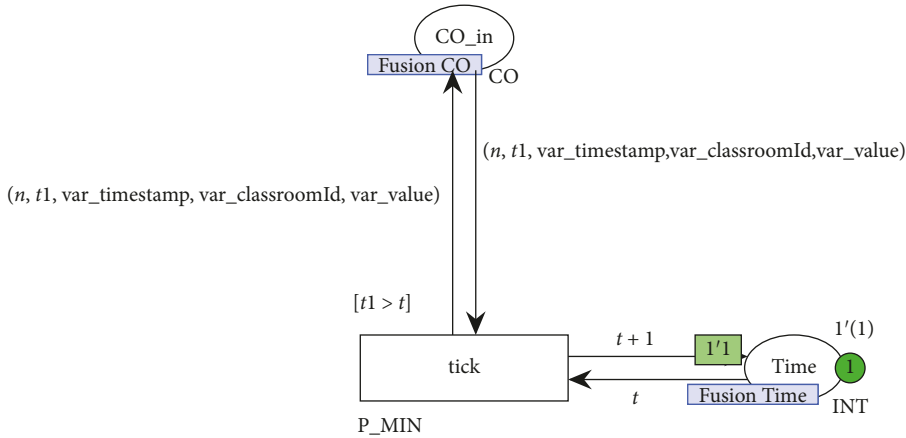 CO_in
Fusion CO
CO
(n, t1, var_timestamp,var_classroomId,var_value)
(n, t1, var_timestamp, var_classroomId, var_value)
[t1 > t]
1′(1)
t + 1
1′1
tick
Time
1
t
Fusion Time
INT
P_MIN